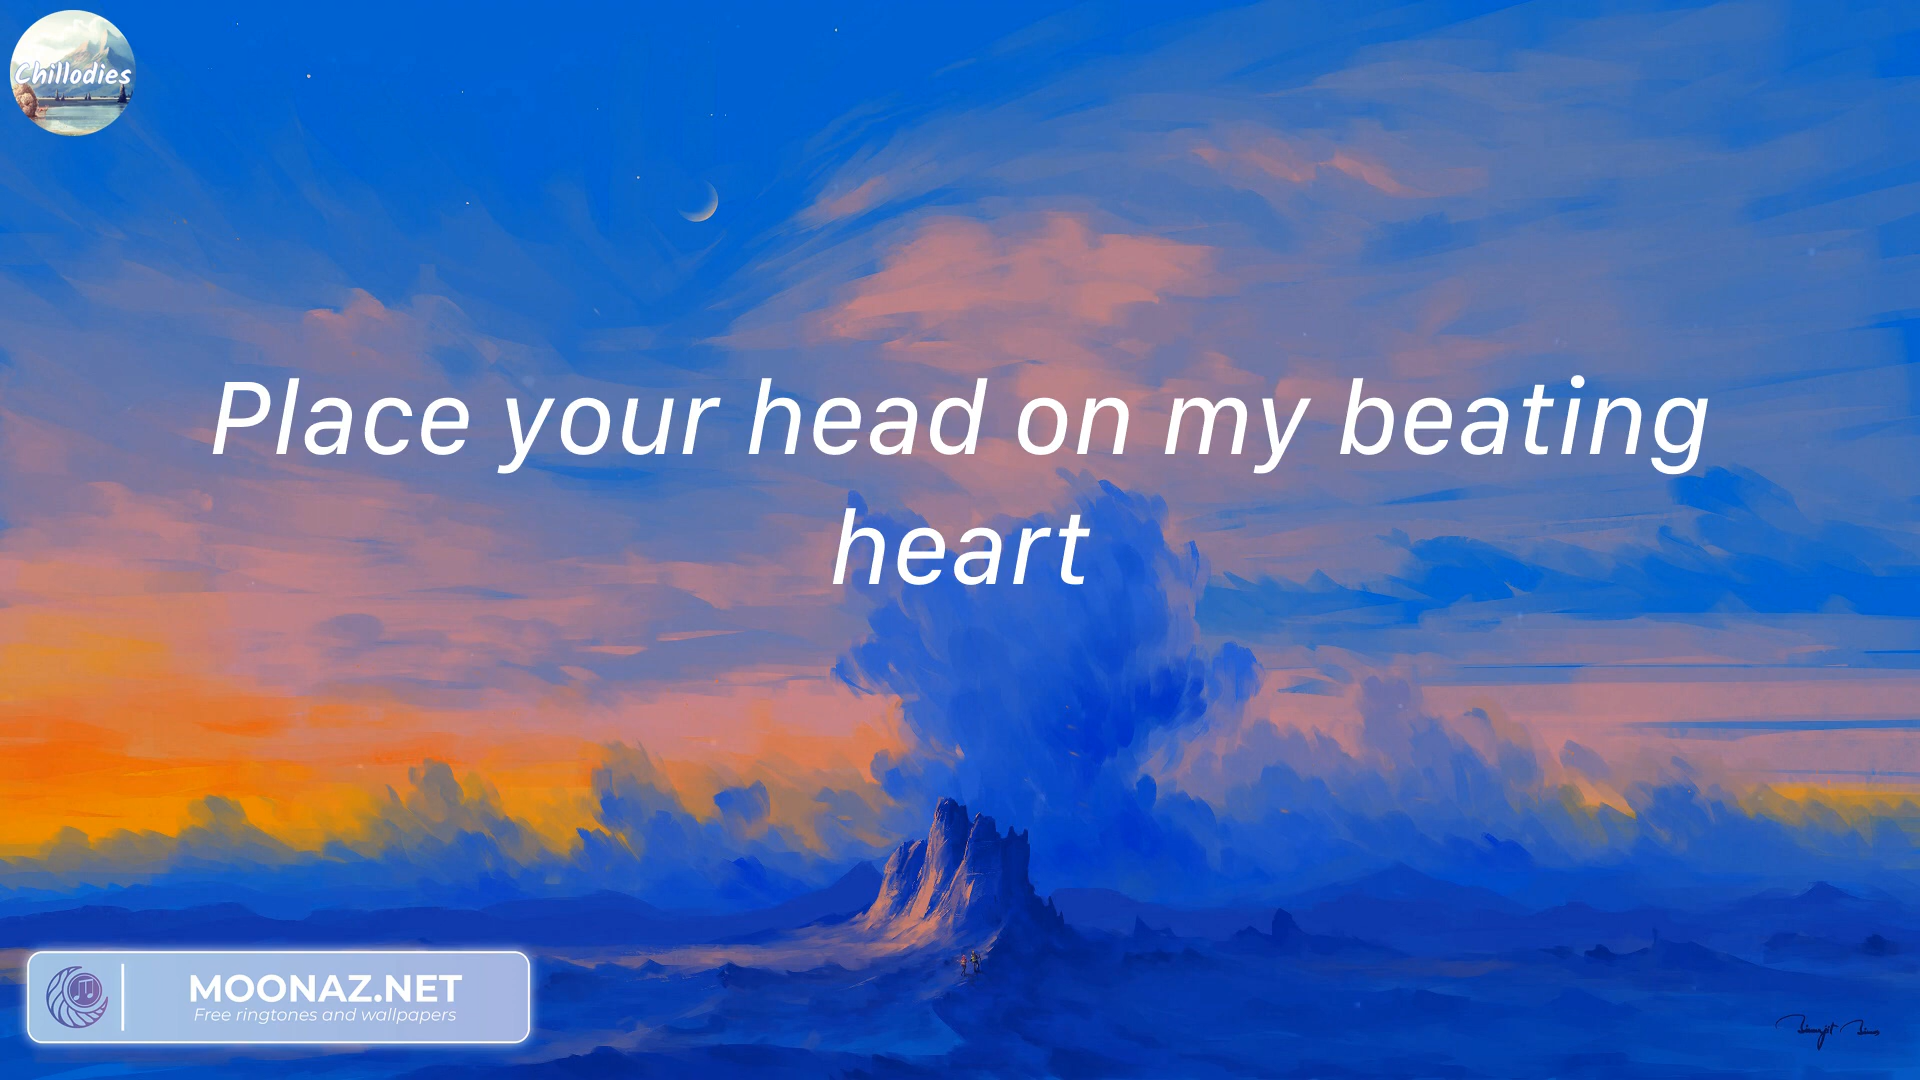 Chillodies
Place your head on my beating
heart
MOONAZ.NET
Free ringtones and wallpapers